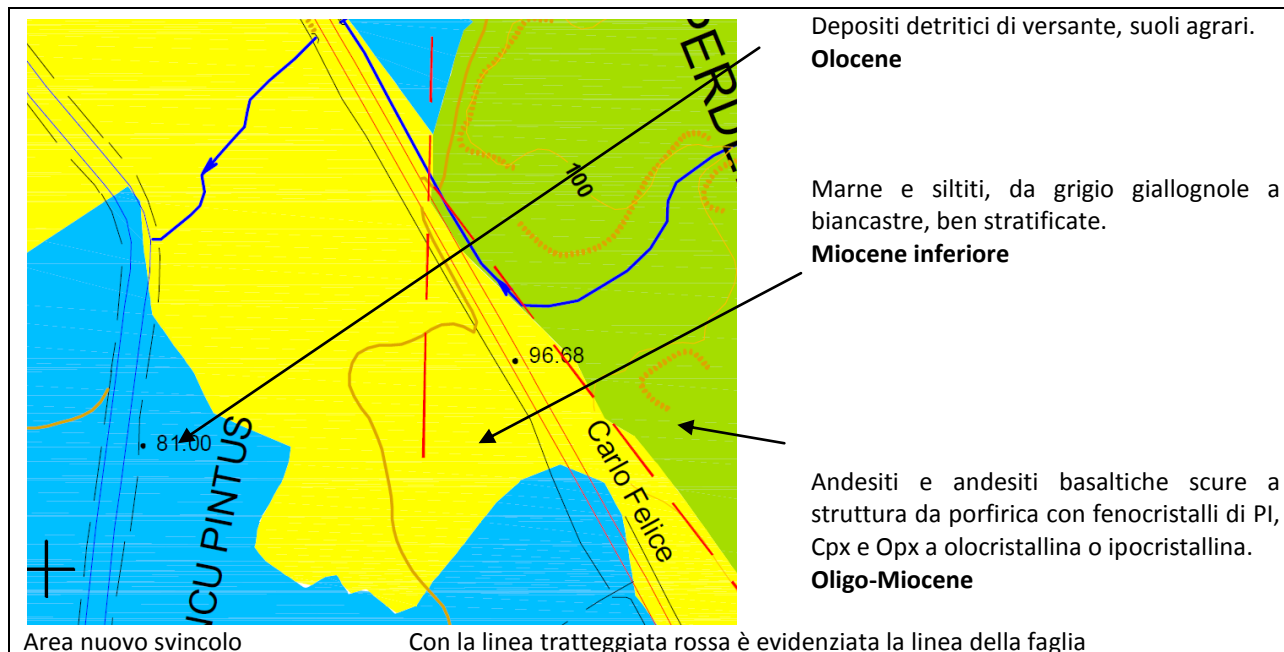 Depositi detritici di versante, suoli agrari.
Olocene
Marne e siltiti, da grigio giallognole a
biancastre, ben stratificate.
Miocene inferiore
Andesiti e andesiti basaltiche scure a
struttura da porfirica con fenocristalli di PI,
Cpx e Opx a olocristallina o ipocristallina.
Oligo-Miocene
100
96.68
81.00
ICU PINTUS
Carlo Felice
Area nuovo svincolo
Con la linea tratteggiata rossa è evidenziata la linea della faglia